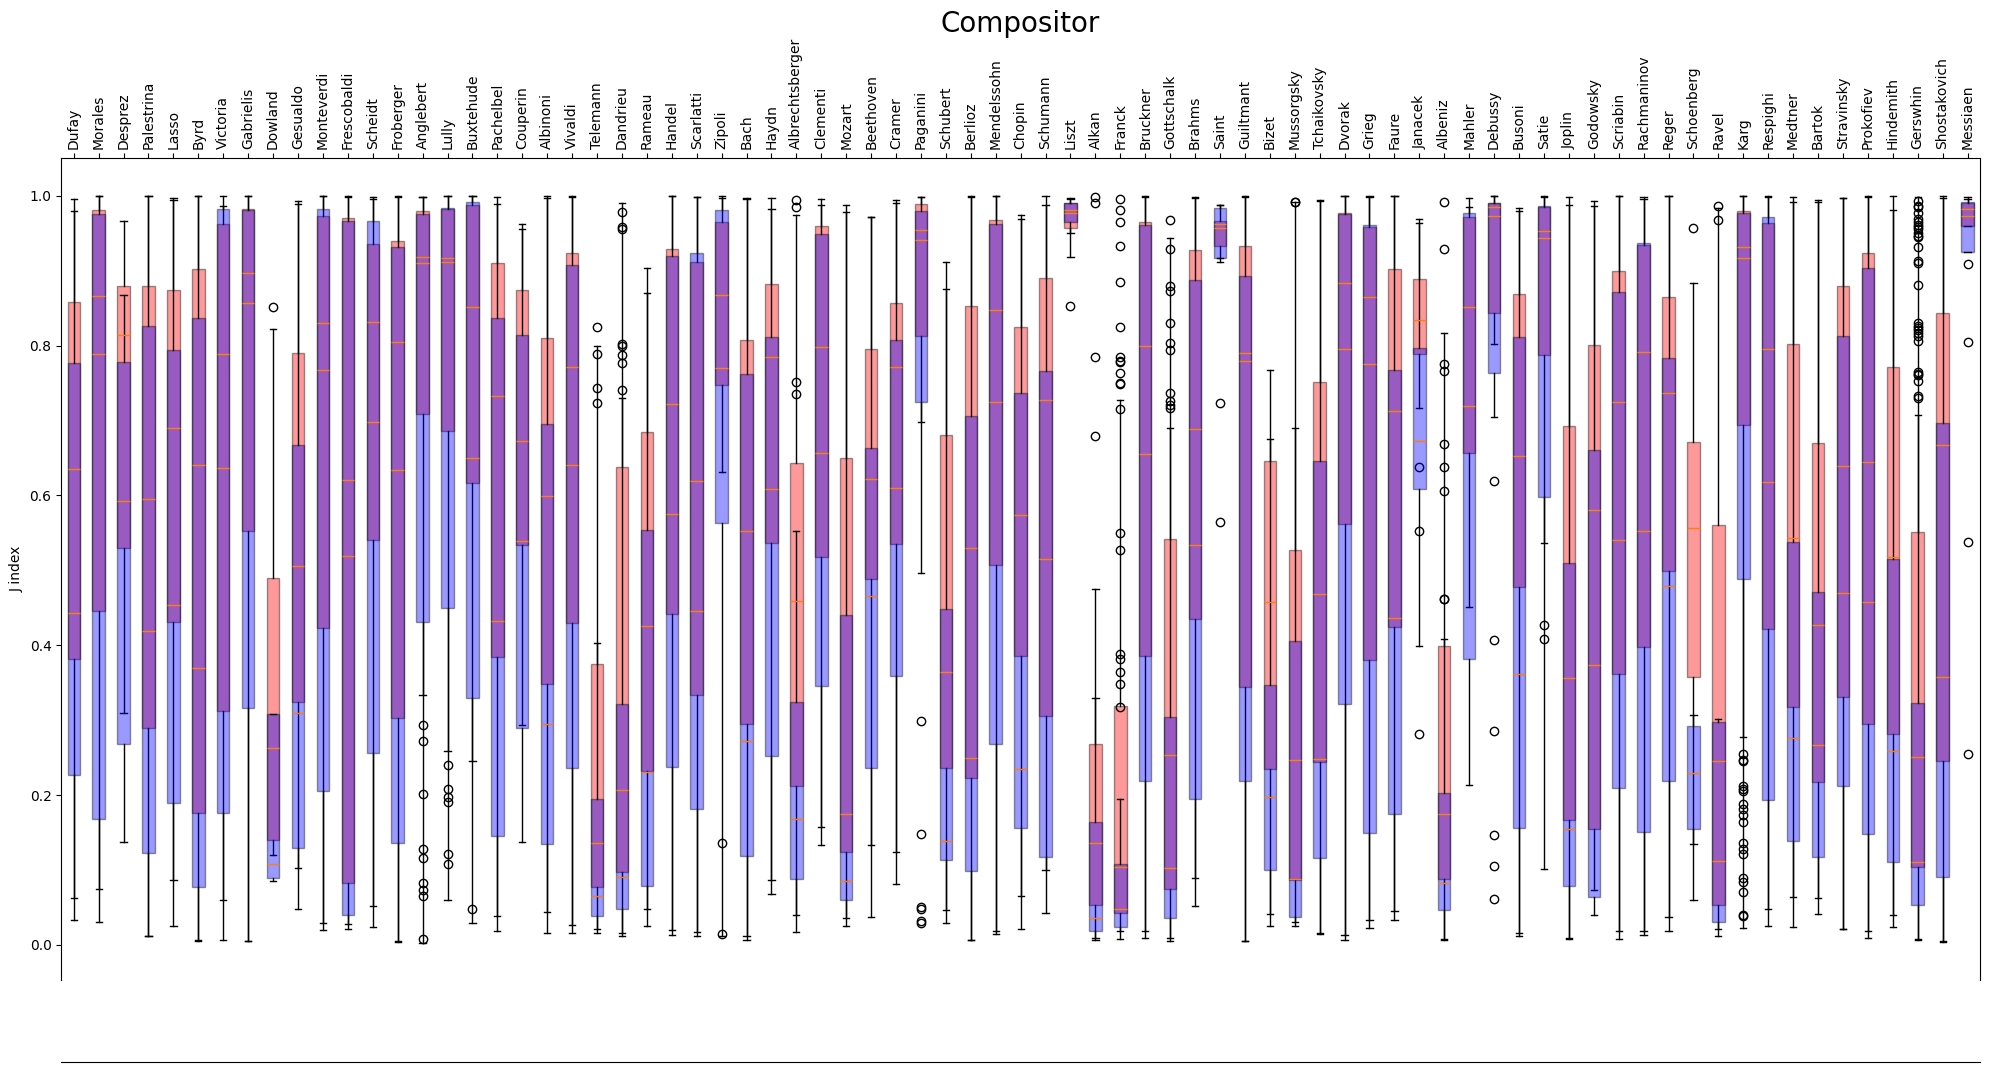 Compositor
Dufay
Morales
Desprez
Palestrina
Lasso
Byrd
Victoria
Gabrielis
Dowland
Gesualdo
Monteverdi
Frescobaldi
Scheidt
Froberger
Anglebert
Lully
Buxtehude
Pachelbel
Couperin
Albinoni
Vivaldi
Telemann
Dandrieu
Rameau
Handel
Scarlatti
Zipoli
Bach
Haydn
Albrechtsberger
Clementi
Mozart
Beethoven
Cramer
Paganini
Schubert
Berlioz
Mendelssohn
Chopin
Schumann
Liszt
Alkan
Franck
Bruckner
Gottschalk
Brahms
Saint
Guiltmant
Bizet
Mussorgsky
Tchaikovsky
Dvorak
Grieg
Faure
Janacek
Albeniz
Mahler
Debussy
Busoni
Satie
Joplin
Godowsky
Scriabin
Rachmaninov
Reger
Schoenberg
Ravel
Karg
Respighi
Medtner
Bartok
Stravinsky
Prokofiev
Hindemith
Gerswhin
Shostakovich
Messiaen
1.0
0.8
0.6
0.4
0.2
0.0
J index